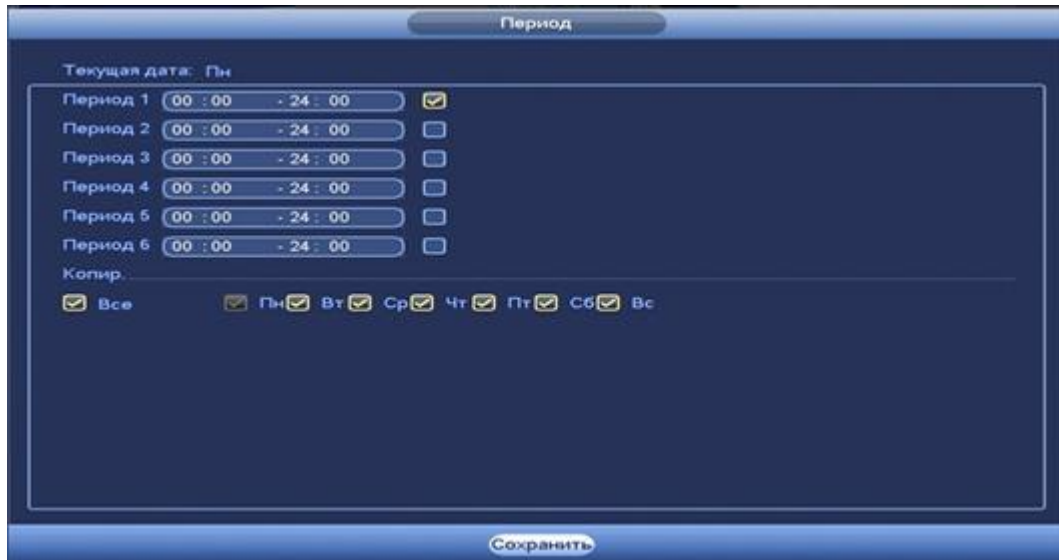 Период
Текущая дата: Пн
Период 1 00 : 00 - 24 : 00
Период 2 00 : 00 - 24 : 00
Период 3 00 : 00 - 24 : 00
Период 4 00 : 00 - 24 : 00
Период 5 00 : 00 - 24 : 00
Период 6 00 : 00 - 24 : 00
Копир.
Все Пн Вт Ср Чт Пт Сб Вс
Сохранить